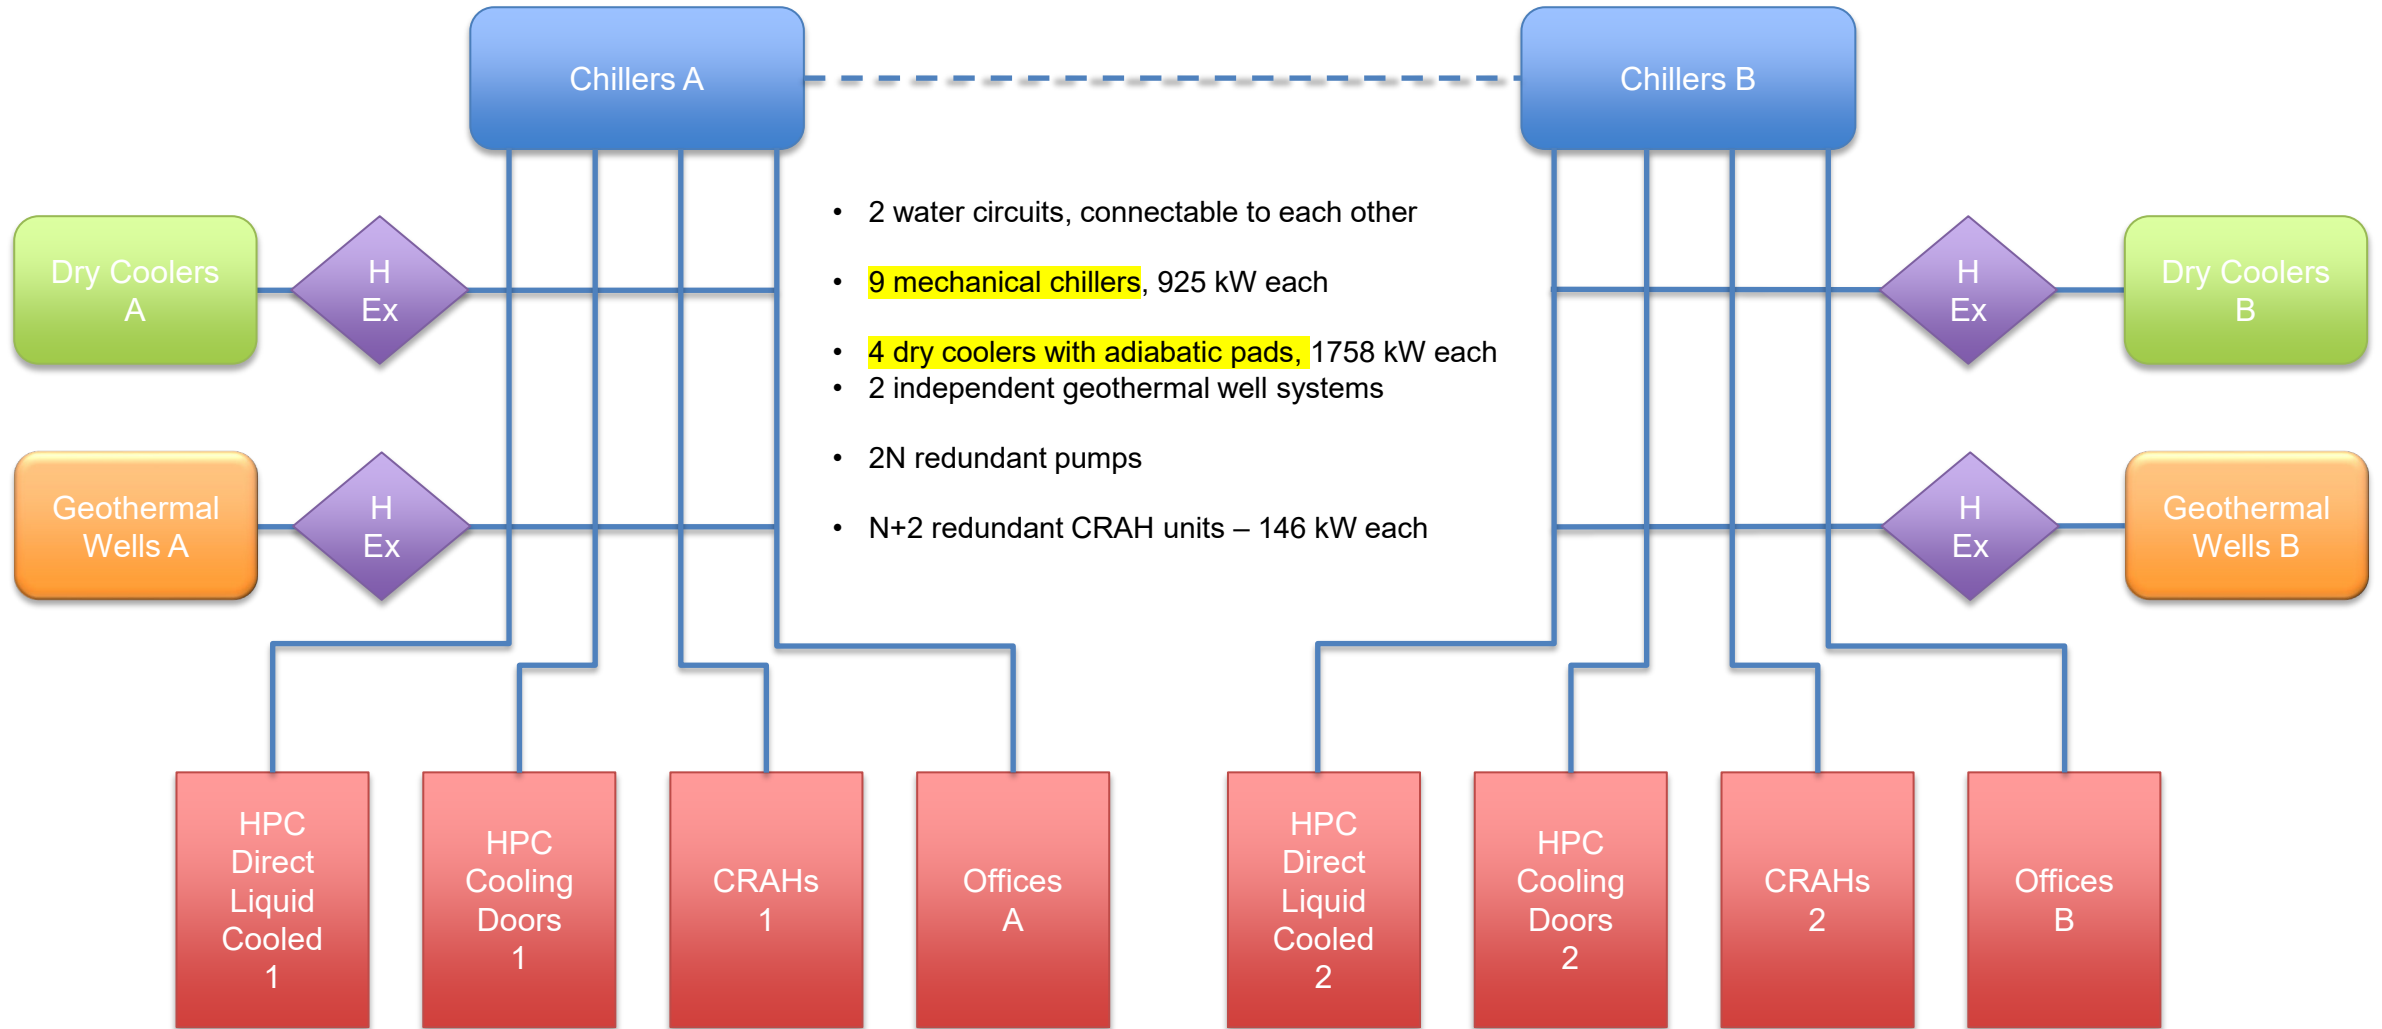 Chillers A
Chillers B
• 2 water circuits, connectable to each other
• 9 mechanical chillers, 925 kW each
• 4 dry coolers with adiabatic pads, 1758 kW each
• 2 independent geothermal well systems
• 2N redundant pumps
• N+2 redundant CRAH units – 146 kW each
Dry Coolers
A
H
Ex
H
Ex
Dry Coolers
B
Geothermal
Wells A
H
Ex
H
Ex
Geothermal
Wells B
HPC
Direct
Liquid
Cooled
1
HPC
Cooling
Doors
1
CRAHs
1
Offices
A
HPC
Direct
Liquid
Cooled
2
HPC
Cooling
Doors
2
CRAHs
2
Offices
B